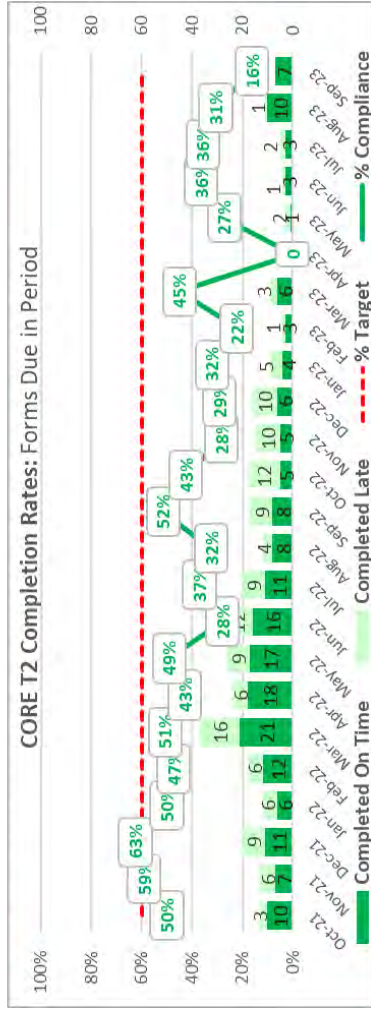 CORE T2 Completion Rates: Forms Due in Period
100%
80%
60%
40%
20%
0%
100
80
60
40
20
0
50% 59% 63% 50% 47% 51% 43% 49% 28% 37% 32% 52% 43% 28% 29% 32% 22% 45% 0 27% 36% 36% 31% 16%
3 6 9 6 6 16 6 9 12 9 4 9 12 10 10 5 1 3 2 1 2 1
10 7 11 6 12 21 18 17 16 11 8 8 5 5 6 4 3 6 1 3 3 10 7
Oct-21 Nov-21 Dec-21 Jan-22 Feb-22 Mar-22 Apr-22 May-22 Jun-22 Jul-22 Aug-22 Sep-22 Oct-22 Nov-22 Dec-22 Jan-23 Feb-23 Mar-23 Apr-23 May-23 Jun-23 Jul-23 Aug-23 Sep-23
Completed On Time Completed Late % Target % Compliance